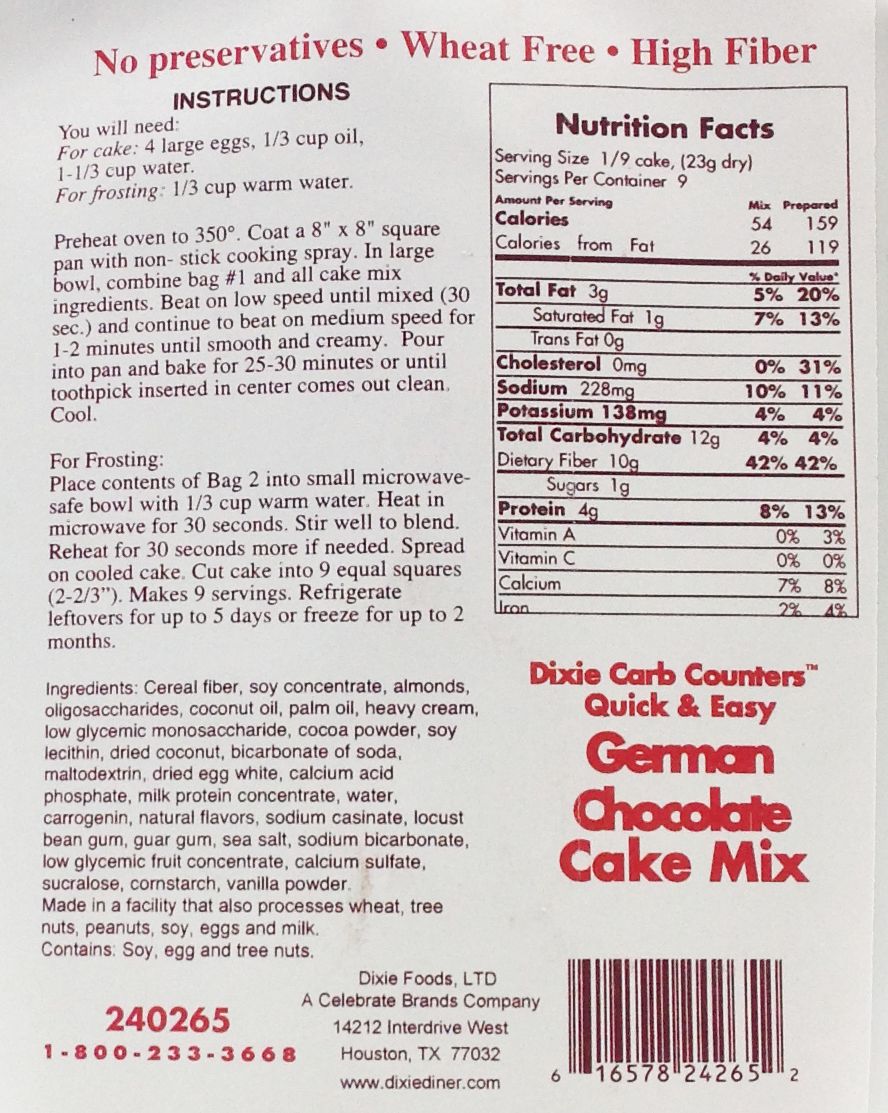 No preservatives • Wheat Free • High Fiber
INSTRUCTIONS
You will need:
For cake: 4 large eggs, 1/3 cup oil,
1-1/3 cup water.
For frosting: 1/3 cup warm water.
Preheat oven to 350°. Coat a 8" x 8" square
pan with non- stick cooking spray. In large
bowl, combine bag #1 and all cake mix
ingredients. Beat on low speed until mixed (30
sec.) and continue to beat on medium speed for
1-2 minutes until smooth and creamy. Pour
into pan and bake for 25-30 minutes or until
toothpick inserted in center comes out clean.
Cool.
For Frosting:
Place contents of Bag 2 into small microwave-
safe bowl with 1/3 cup warm water. Heat in
microwave for 30 seconds. Stir well to blend.
Reheat for 30 seconds more if needed. Spread
on cooled cake. Cut cake into 9 equal squares
(2-2/3"). Makes 9 servings. Refrigerate
leftovers for up to 5 days or freeze for up to 2
months.
Ingredients: Cereal fiber, soy concentrate, almonds,
oligosaccharides, coconut oil, palm oil, heavy cream,
low glycemic monosaccharide, cocoa powder, soy
lecithin, dried coconut, bicarbonate of soda,
maltodextrin, dried egg white, calcium acid
phosphate, milk protein concentrate, water,
carrogenin, natural flavors, sodium casinate, locust
bean gum, guar gum, sea salt, sodium bicarbonate,
low glycemic fruit concentrate, calcium sulfate,
sucralose, cornstarch, vanilla powder.
Made in a facility that also processes wheat, tree
nuts, peanuts, soy, eggs and milk.
Contains: Soy, egg and tree nuts.
Nutrition Facts
Serving Size 1/9 cake, (23g dry)
Servings Per Container 9
Amount Per Serving Mix Prepared
Calories 54 159
Calories from Fat 26 119
% Daily Value*
Total Fat 3g 5% 20%
Saturated Fat 1g 7% 13%
Trans Fat 0g
Cholesterol 0mg 0% 31%
Sodium 228mg 10% 11%
Potassium 138mg 4% 4%
Total Carbohydrate 12g 4% 4%
Dietary Fiber 10g 42% 42%
Sugars 1g
Protein 4g 8% 13%
Vitamin A 0% 3%
Vitamin C 0% 0%
Calcium 7% 8%
Iron 2% 4%
Dixie Carb Counters™
Quick & Easy
German
Chocolate
Cake Mix
240265
1-800-233-3668
Dixie Foods, LTD
A Celebrate Brands Company
14212 Interdrive West
Houston, TX 77032
www.dixiediner.com
6 16578 24265 2